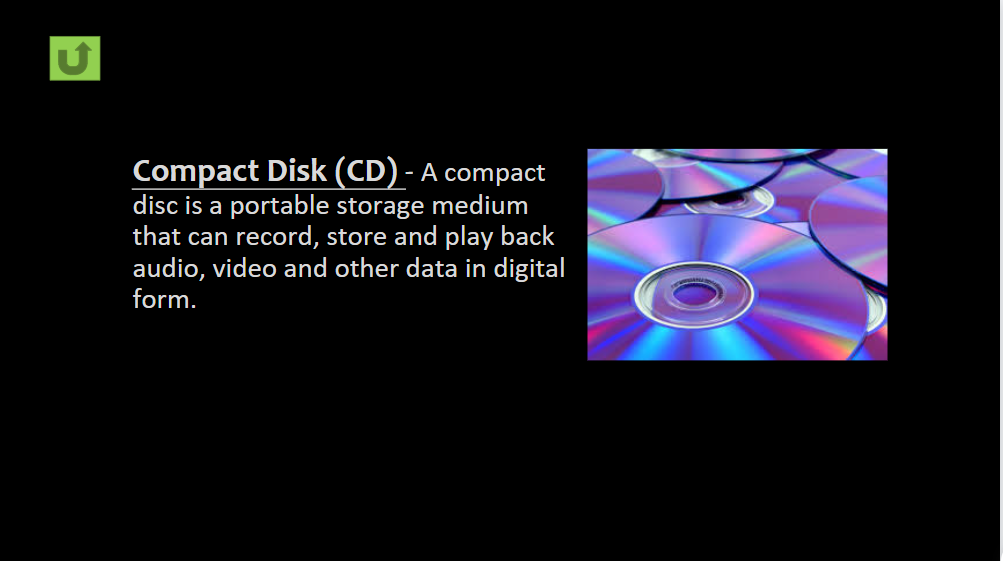 Compact Disk (CD) - A compact
disc is a portable storage medium
that can record, store and play back
audio, video and other data in digital
form.